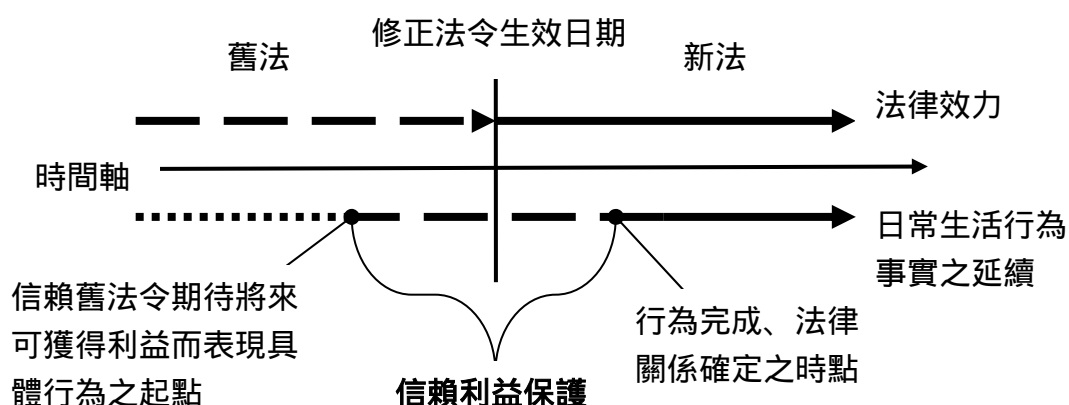 修正法令生效日期
舊法
新法
法律效力
時間軸
日常生活行為
事實之延續
信賴舊法令期待將來
可獲得利益而表現具
體行為之起點
信賴利益保護
行為完成、法律
關係確定之時點